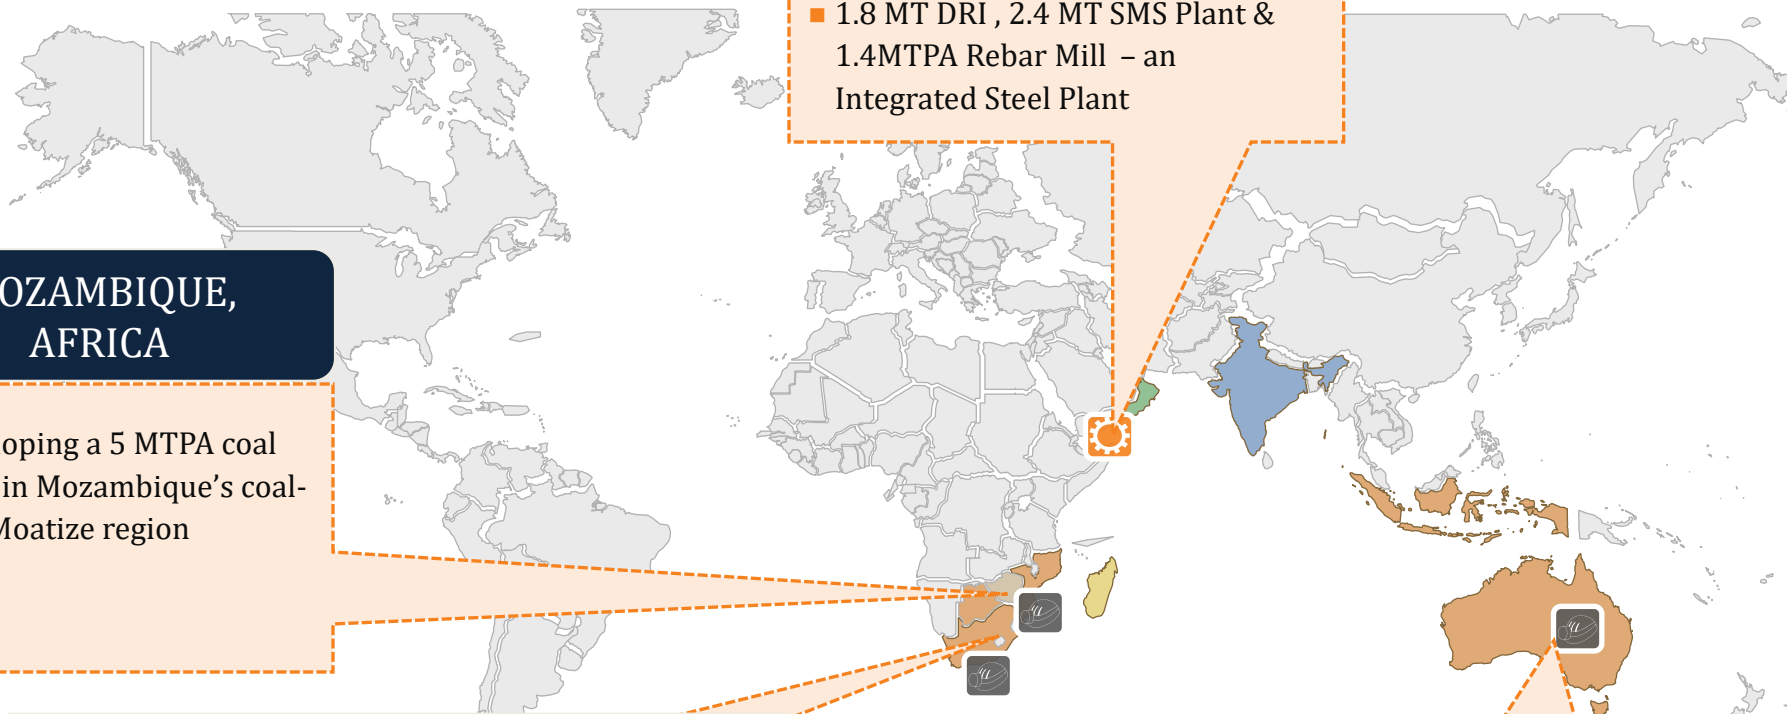 1.8 MT DRI , 2.4 MT SMS Plant &
1.4MTPA Rebar Mill – an
Integrated Steel Plant
OZAMBIQUE,
AFRICA
oping a 5 MTPA coal
in Mozambique's coal-
Moatize region